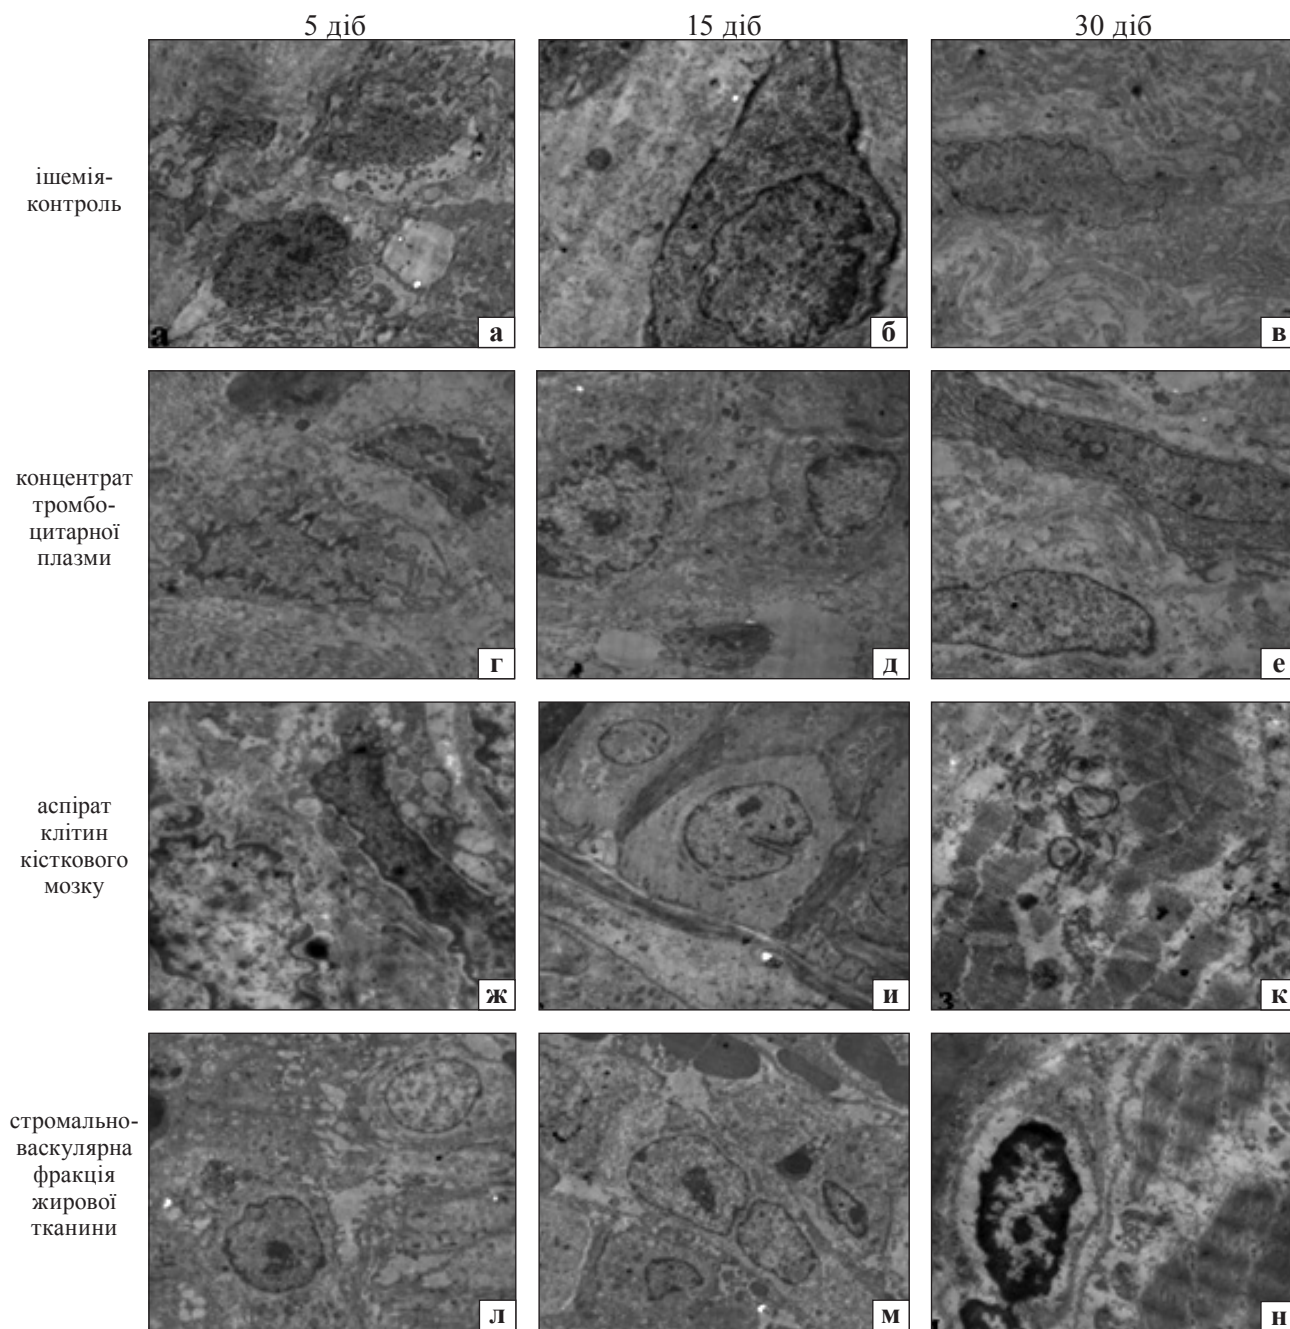 5 діб 15 діб 30 діб
ішемія-
контроль
а
а
б
в
концентрат
тромбо-
цитарної
плазми
г
д
е
аспірат
клітин
кісткового
мозку
ж
и
з
к
стромально-
васкулярна
фракція
жирової
тканини
л
м
н